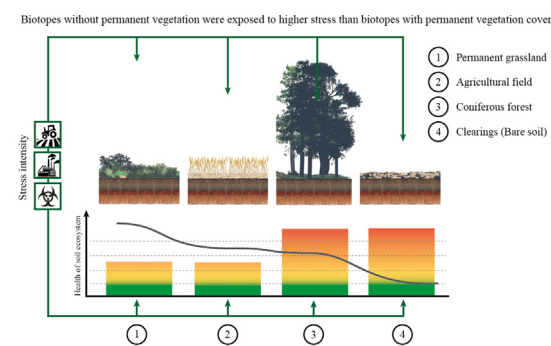 Biotopes without permanent vegetation were exposed to higher stress than biotopes with permanent vegetation cover
1 Permanent grassland
2 Agricultural field
3 Coniferous forest
4 Clearings (Bare soil)
Stress intensity
Health of soil ecosystem
1 2 3 4